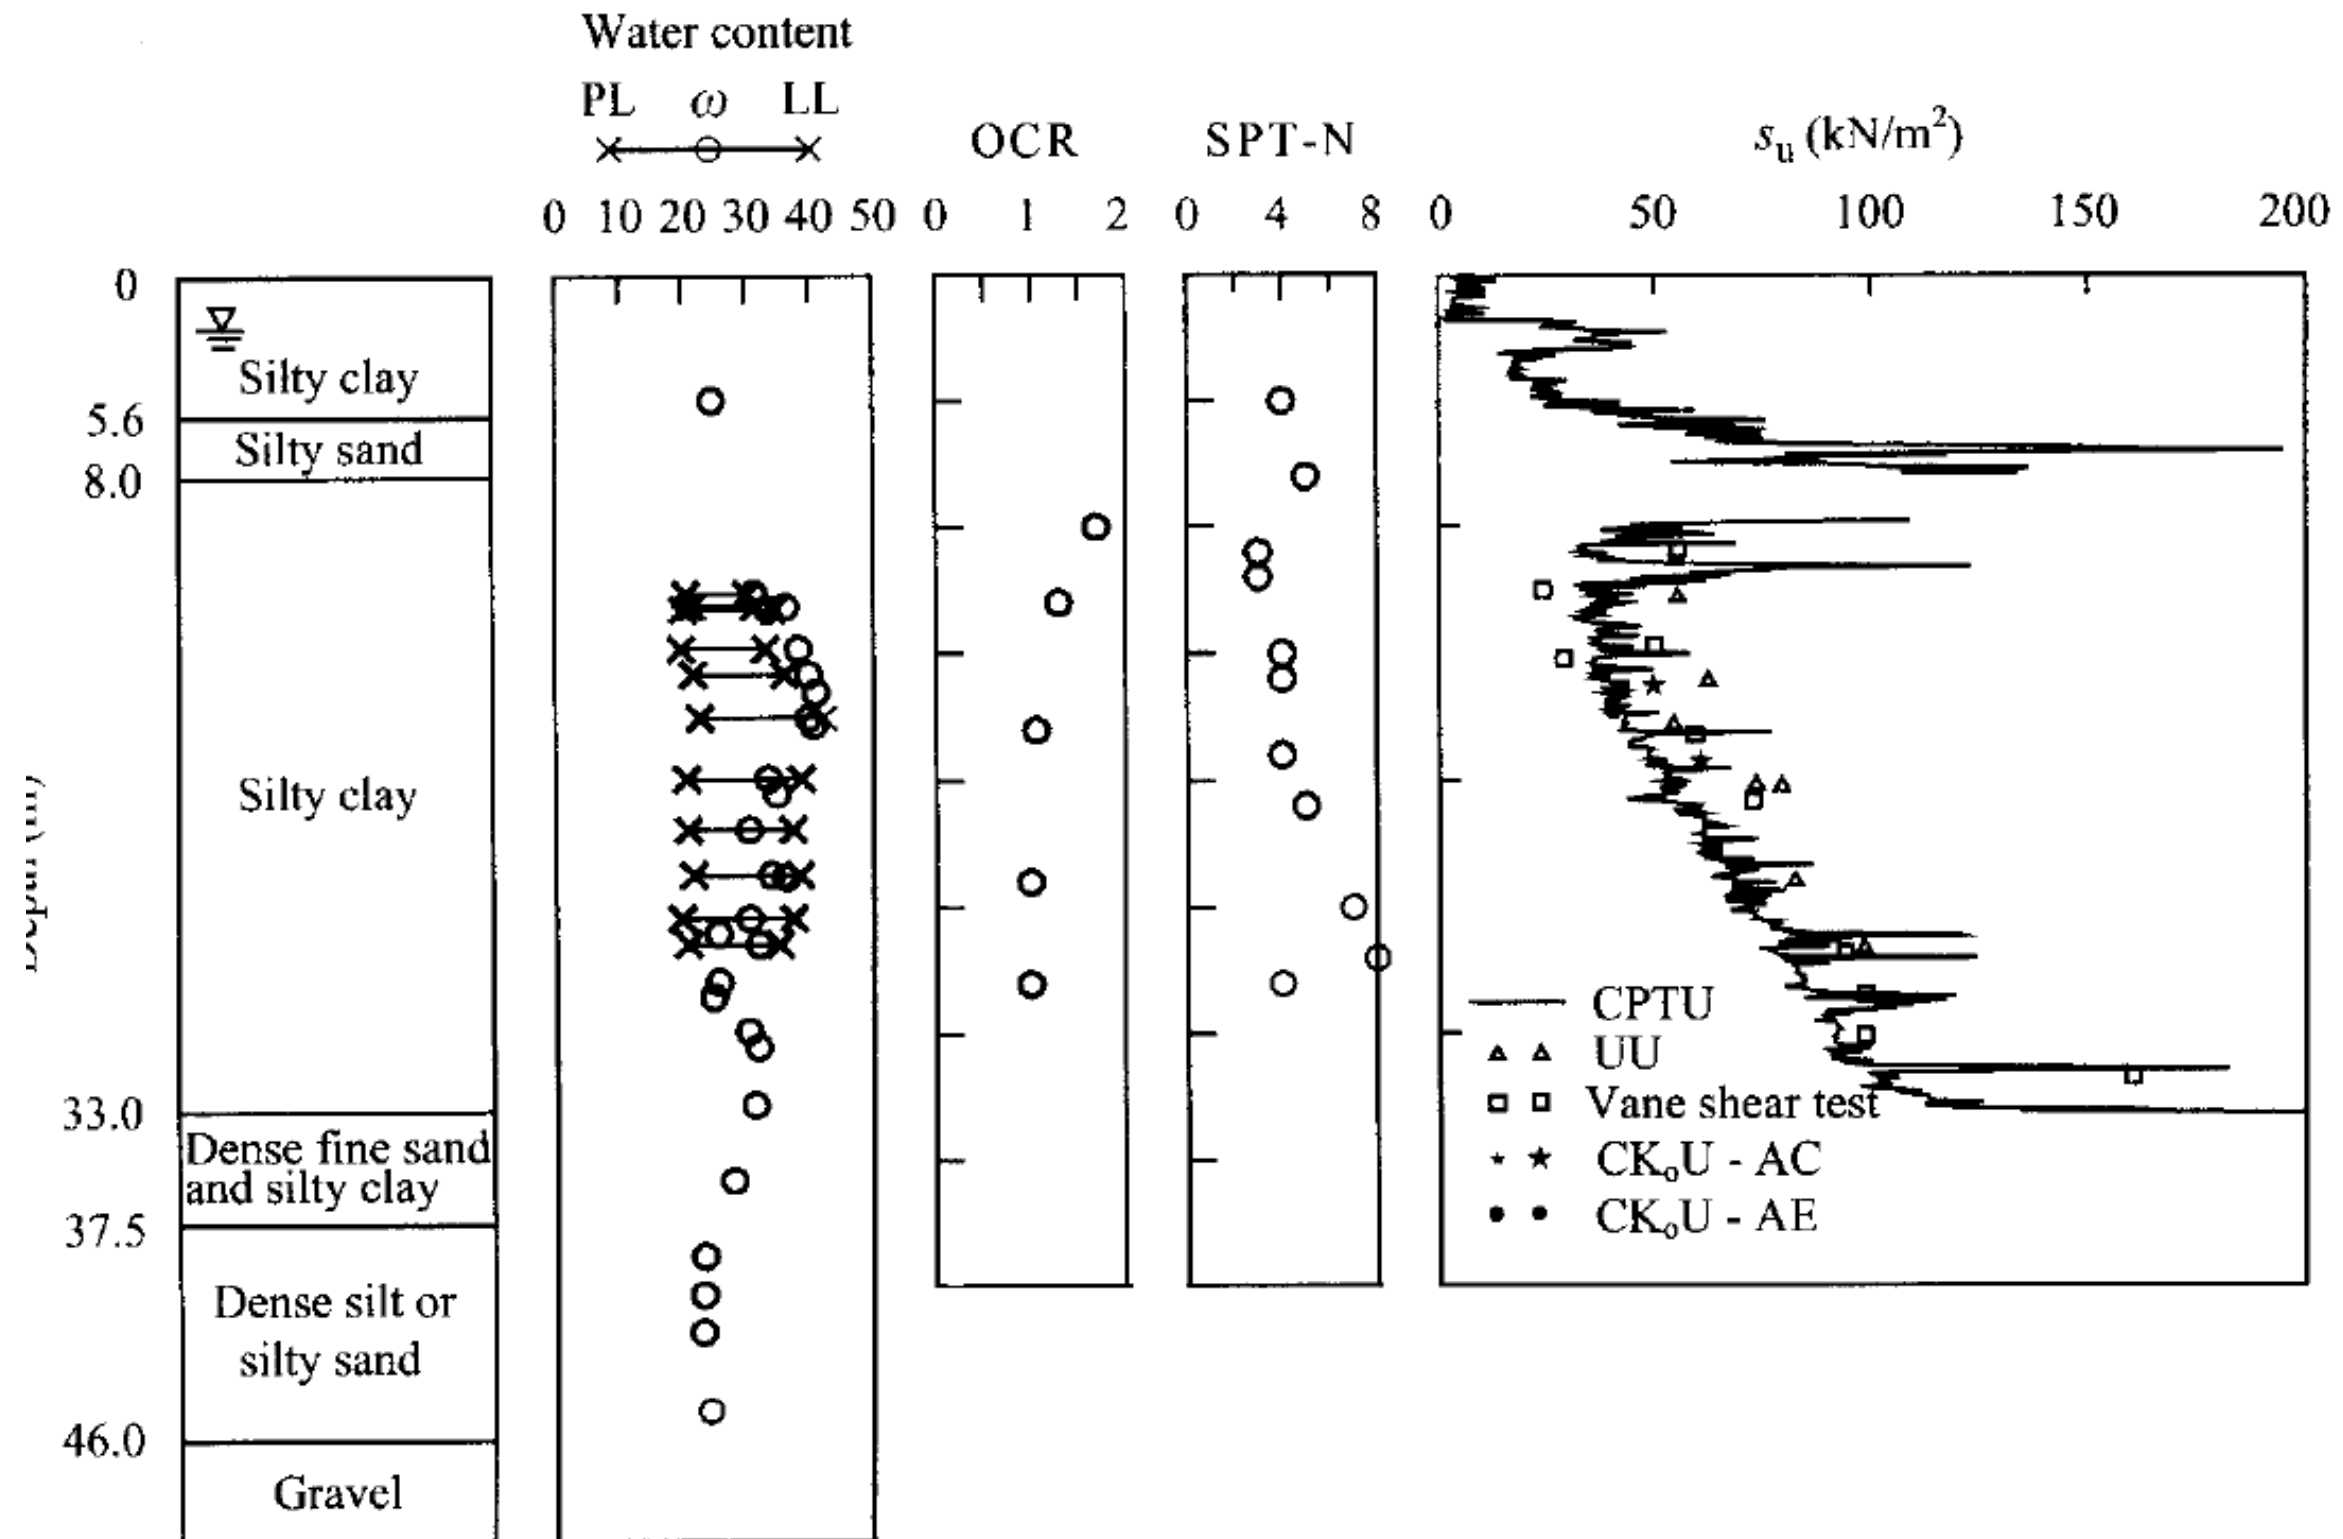 Water content
PL ω LL
OCR
SPT-N
s_u (kN/m²)
0 10 20 30 40 50
0 1 2
0 4 8
0 50 100 150 200
0
Silty clay
5.6
Silty sand
8.0
Silty clay
33.0
Dense fine sand
and silty clay
37.5
Dense silt or
silty sand
46.0
Gravel
CPTU
UU
Vane shear test
CK₀U - AC
CK₀U - AE